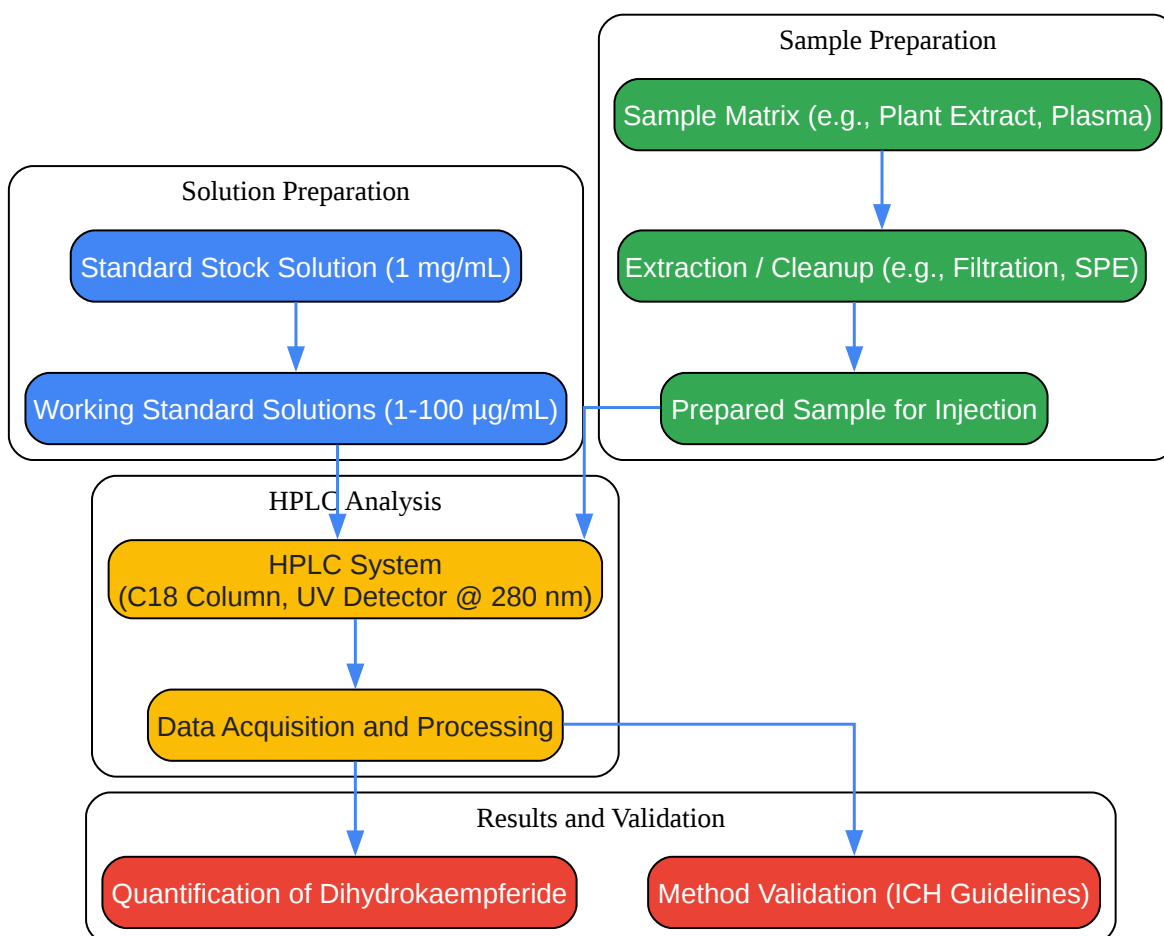 Sample Preparation
Sample Matrix (e.g., Plant Extract, Plasma)
Extraction / Cleanup (e.g., Filtration, SPE)
Prepared Sample for Injection
Solution Preparation
Standard Stock Solution (1 mg/mL)
Working Standard Solutions (1-100 µg/mL)
HPLC Analysis
HPLC System
(C18 Column, UV Detector @ 280 nm)
Data Acquisition and Processing
Results and Validation
Quantification of Dihydrokaempferide
Method Validation (ICH Guidelines)